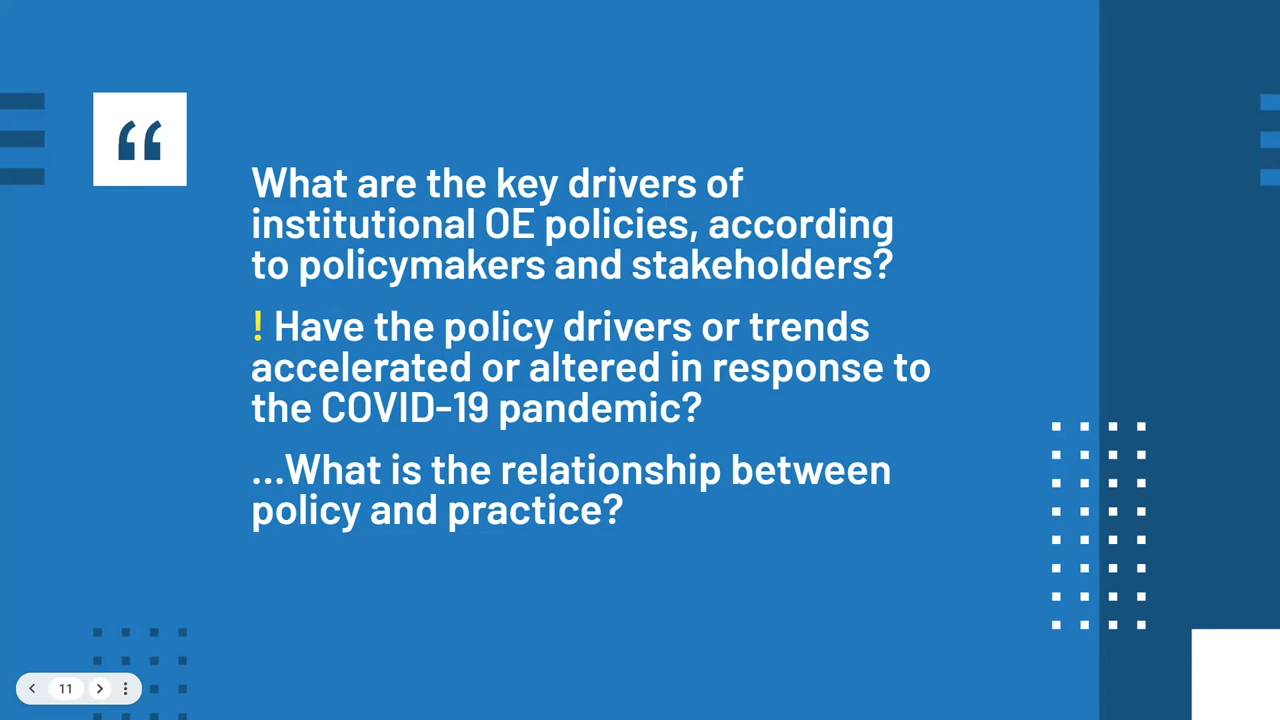 “
What are the key drivers of
institutional OE policies, according
to policymakers and stakeholders?
! Have the policy drivers or trends
accelerated or altered in response to
the COVID-19 pandemic?
...What is the relationship between
policy and practice?
11